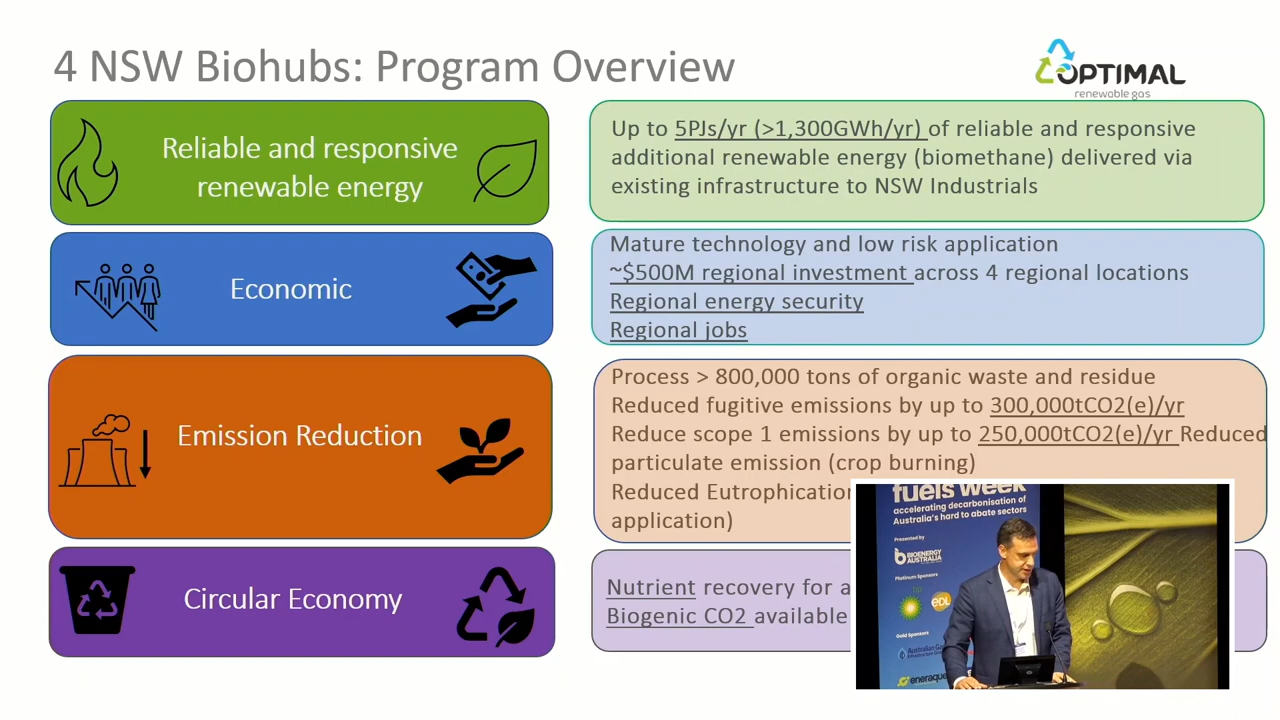 4 NSW Biohubs: Program Overview
OPTIMAL
renewable gas
Reliable and responsive
renewable energy
Up to 5PJs/yr (>1,300GWh/yr) of reliable and responsive
additional renewable energy (biomethane) delivered via
existing infrastructure to NSW Industrials
Economic
Mature technology and low risk application
~$500M regional investment across 4 regional locations
Regional energy security
Regional jobs
Emission Reduction
Process > 800,000 tons of organic waste and residue
Reduced fugitive emissions by up to 300,000tCO2(e)/yr
Reduce scope 1 emissions by up to 250,000tCO2(e)/yr Reduced
particulate emission (crop burning)
Reduced Eutrophication
application)
Circular Economy
Nutrient recovery for a
Biogenic CO2 available
fuels week
accelerating decarbonisation of
Australia's hard to abate sectors
Presented by
BIOENERGY
AUSTRALIA
Platinum Sponsors
bp
EDL
Gold Sponsors
Australian Gas
eneraque